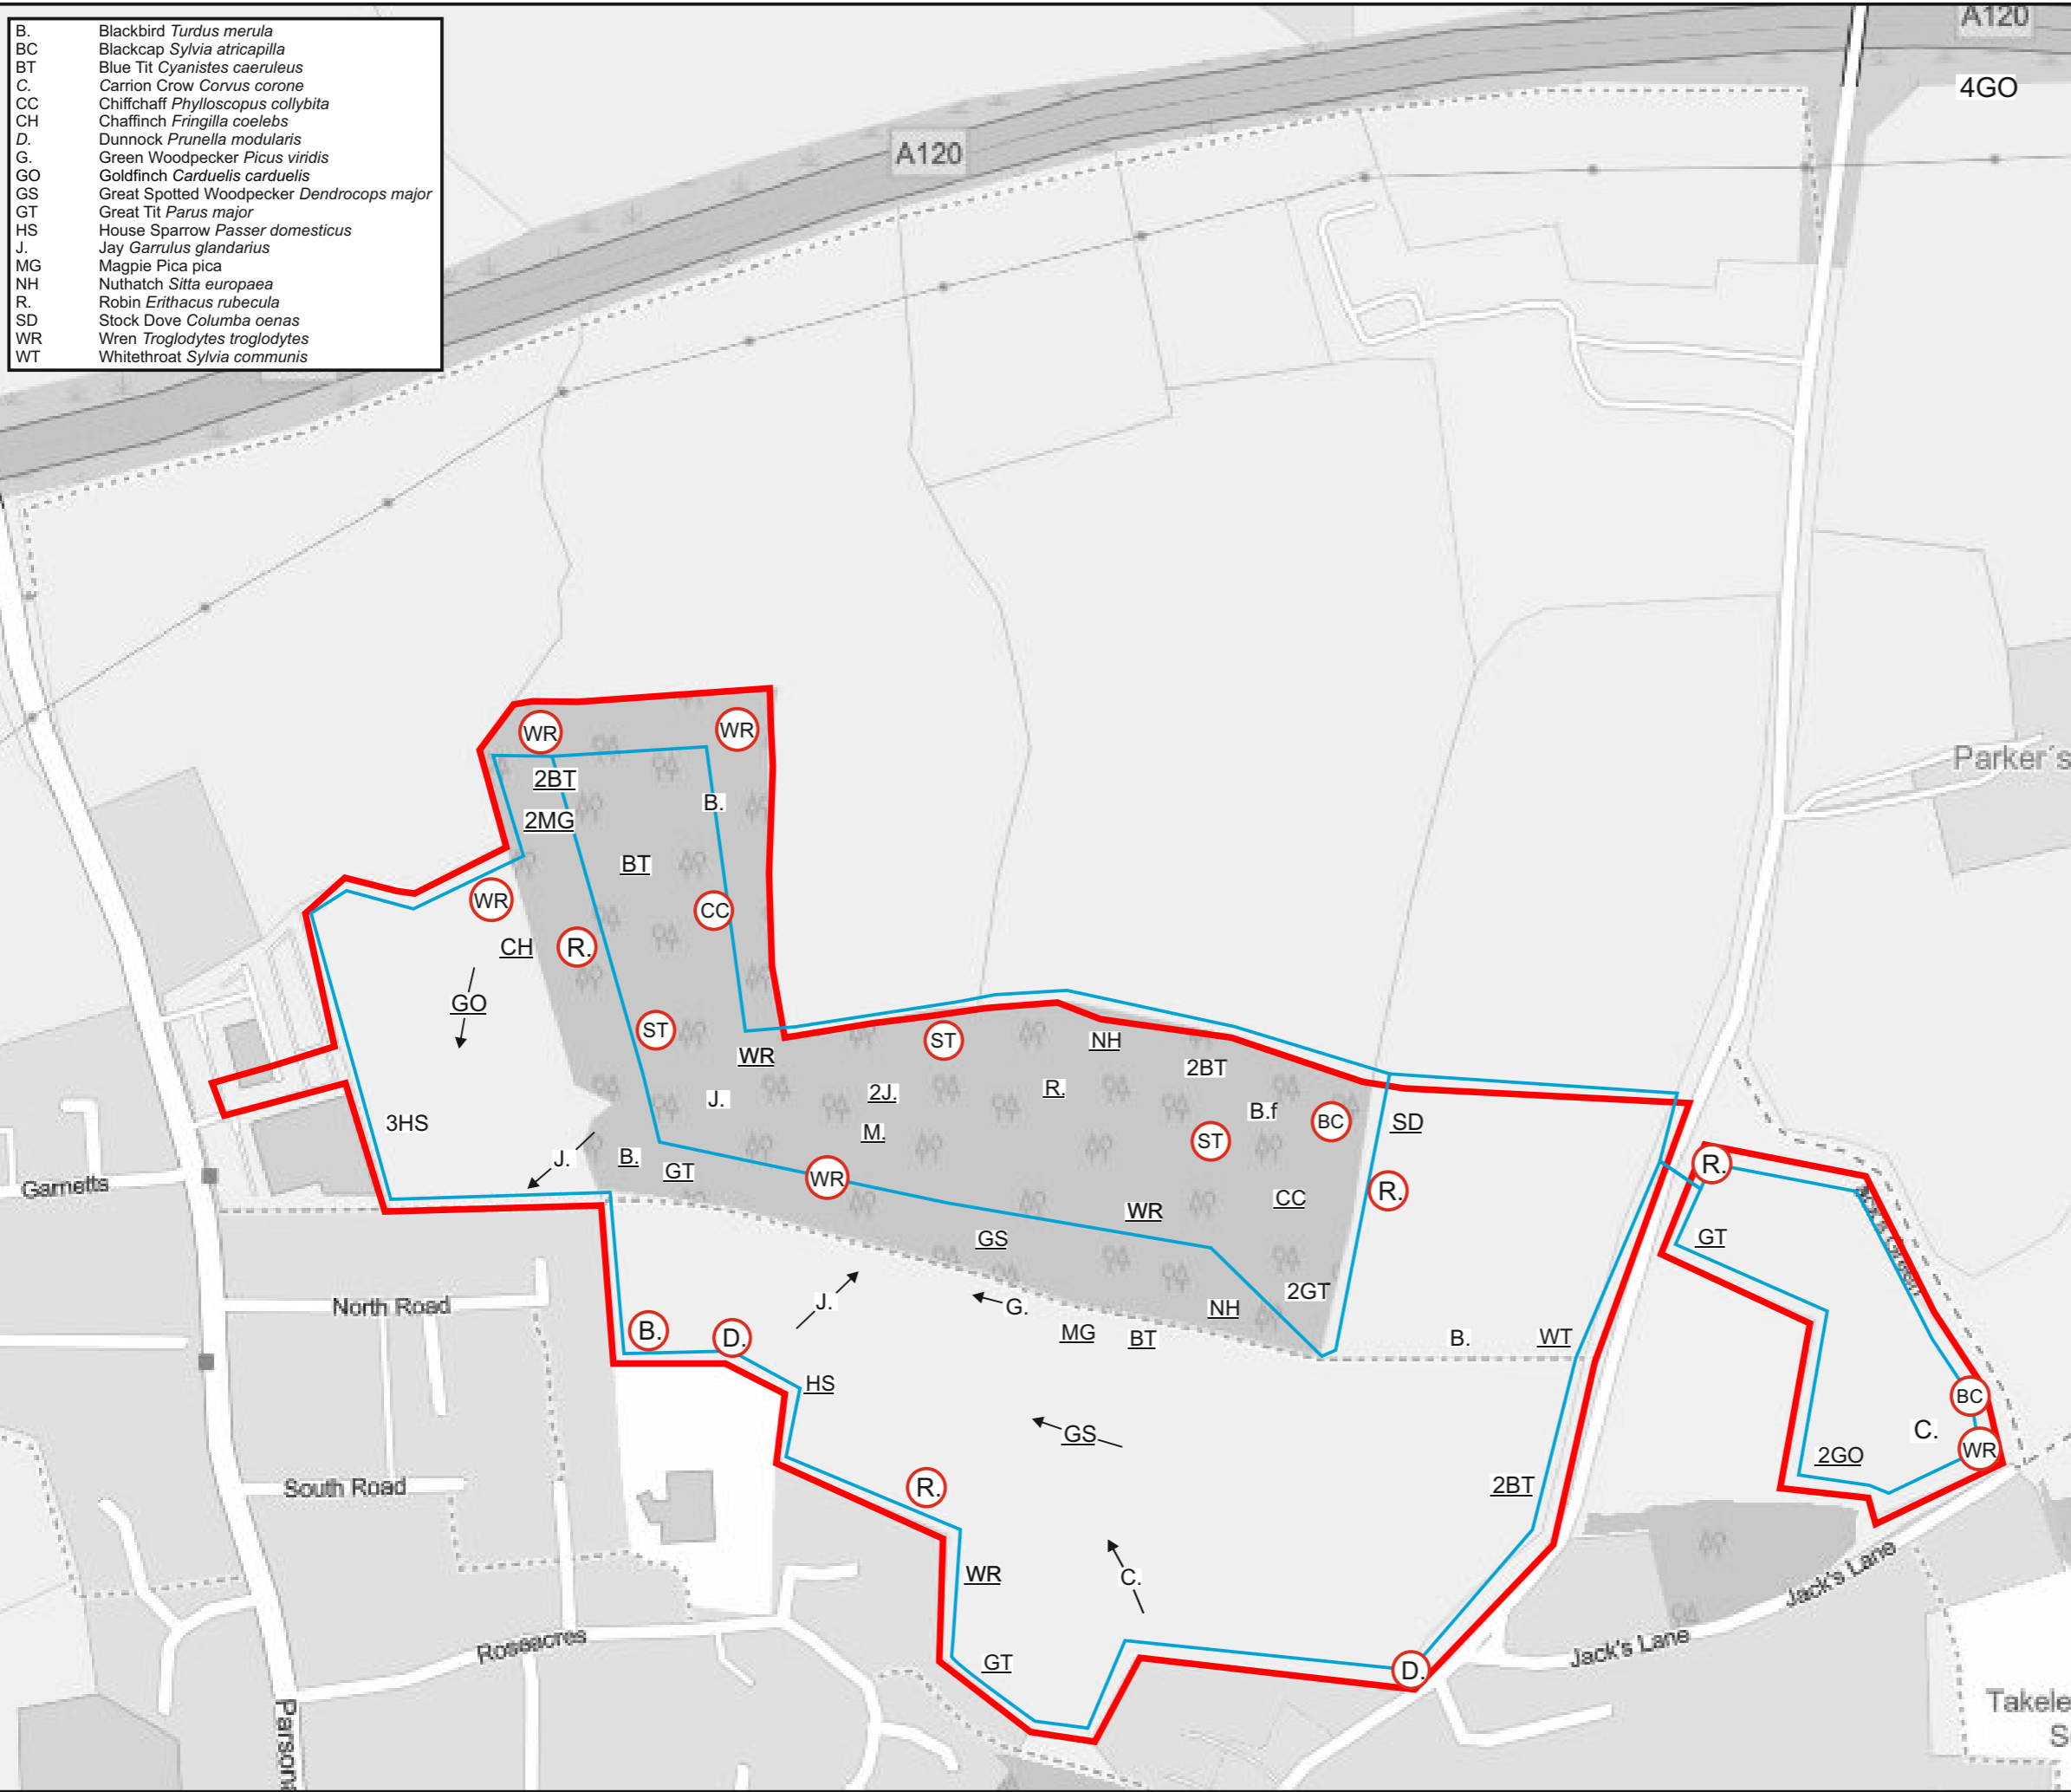 B. Blackbird Turdus merula
BC Blackcap Sylvia atricapilla
BT Blue Tit Cyanistes caeruleus
C. Carrion Crow Corvus corone
CC Chiffchaff Phylloscopus collybita
CH Chaffinch Fringilla coelebs
D. Dunnock Prunella modularis
G. Green Woodpecker Picus viridis
GO Goldfinch Carduelis carduelis
GS Great Spotted Woodpecker Dendrocops major
GT Great Tit Parus major
HS House Sparrow Passer domesticus
J. Jay Garrulus glandarius
MG Magpie Pica pica
NH Nuthatch Sitta europaea
R. Robin Erithacus rubecula
SD Stock Dove Columba oenas
WR Wren Troglodytes troglodytes
WT Whitethroat Sylvia communis
A120
4GO
A120
Parker's
WR
WR
2BT
B.
2MG
BT
WR
CC
CH
R.
GO
ST
ST
NH
WR
2BT
J.
2J.
R.
B.f
BC
SD
3HS
M.
ST
J.
B.
GT
WR
R.
R.
CC
WR
GS
GT
Garnetts
North Road
J.
G.
2GT
NH
B.
D.
MG
BT
B.
WT
HS
BC
GS
C.
WR
2GO
South Road
R.
2BT
WR
C.
Jack's Lane
Roseacres
GT
D.
Jack's Lane
Takele
S
Parson